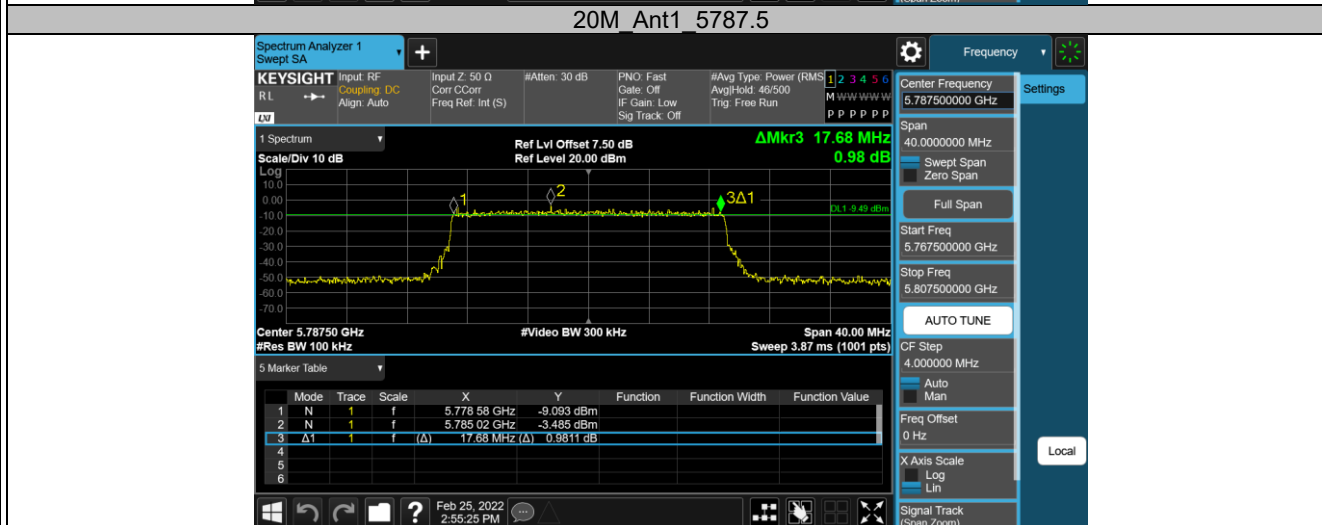 (Span Zoom)
20M_Ant1_5787.5
Spectrum Analyzer 1
Swept SA
+
Frequency
KEYSIGHT
RL
LXI
Input: RF
Coupling: DC
Align: Auto
Input Z: 50 Ω
Corr CCorr
Freq Ref: Int (S)
#Atten: 30 dB
PNO: Fast
Gate: Off
IF Gain: Low
Sig Track: Off
#Avg Type: Power (RMS
Avg|Hold: 46/500
Trig: Free Run
1 2 3 4 5 6
M W W W W W
P P P P P P
Center Frequency
5.787500000 GHz
Settings
1 Spectrum
Scale/Div 10 dB
Ref Lvl Offset 7.50 dB
Ref Level 20.00 dBm
ΔMkr3 17.68 MHz
0.98 dB
Span
40.0000000 MHz
Swept Span
Zero Span
Full Span
Start Freq
5.767500000 GHz
Stop Freq
5.807500000 GHz
AUTO TUNE
CF Step
4.000000 MHz
Auto
Man
Freq Offset
0 Hz
X Axis Scale
Log
Lin
Signal Track
(Span Zoom)
Local
Log
10.0
0.00
-10.0
-20.0
-30.0
-40.0
-50.0
-60.0
-70.0
1
2
3Δ1
DL1 -9.49 dBm
Center 5.78750 GHz
#Res BW 100 kHz
#Video BW 300 kHz
Span 40.00 MHz
Sweep 3.87 ms (1001 pts)
5 Marker Table
Mode Trace Scale X Y Function Function Width Function Value
1 N 1 f 5.778 58 GHz -9.093 dBm
2 N 1 f 5.785 02 GHz -3.485 dBm
3 Δ1 1 f (Δ) 17.68 MHz (Δ) 0.9811 dB
4
5
6
?
Feb 25, 2022
2:55:25 PM